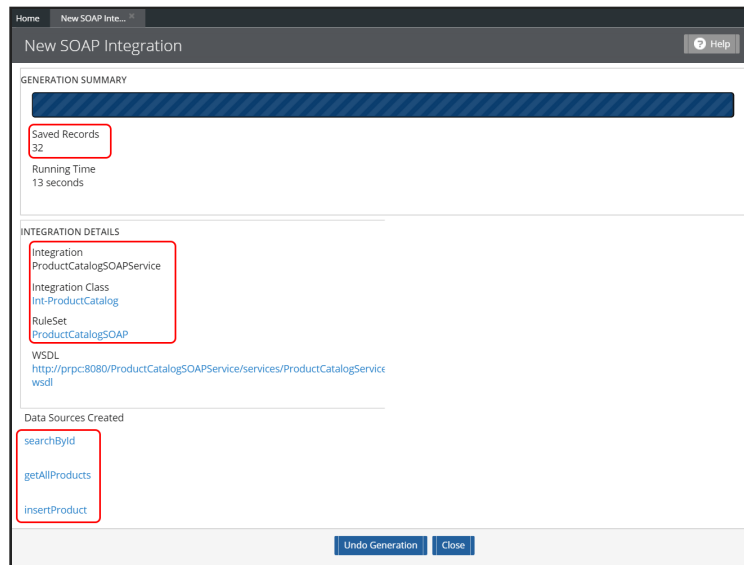 Home New SOAP Inte...
New SOAP Integration
Help
GENERATION SUMMARY
Saved Records
32
Running Time
13 seconds
INTEGRATION DETAILS
Integration
ProductCatalogSOAPService
Integration Class
Int-ProductCatalog
RuleSet
ProductCatalogSOAP
WSDL
http://prpc:8080/ProductCatalogSOAPService/services/ProductCatalogService
wsdl
Data Sources Created
searchById
getAllProducts
insertProduct
Undo Generation Close